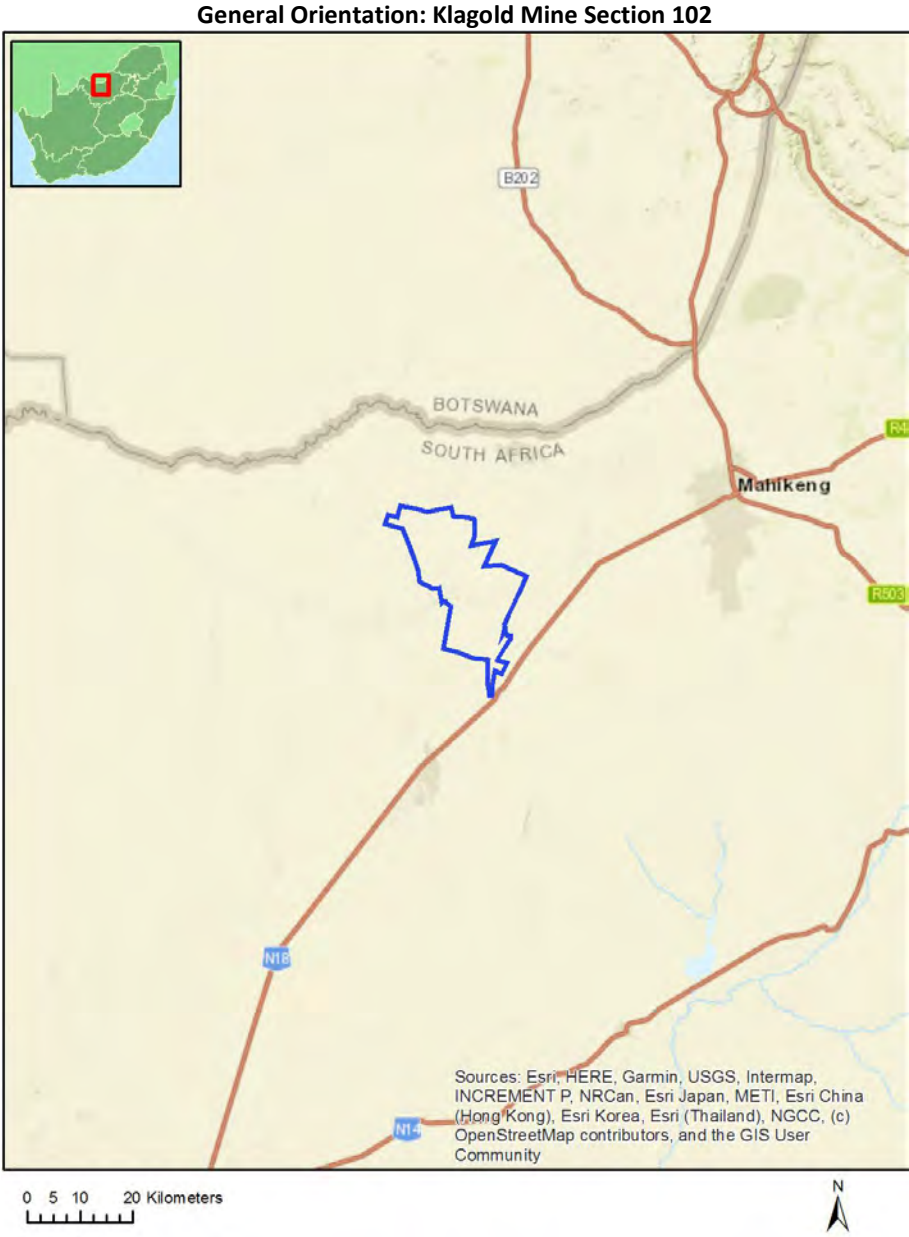 General Orientation: Klagold Mine Section 102
B202
BOTSWANA
SOUTH AFRICA
R4
Mahikeng
R503
N18
Sources: Esri, HERE, Garmin, USGS, Intermap,
INCREMENT P, NRCan, Esri Japan, METI, Esri China
(Hong Kong), Esri Korea, Esri (Thailand), NGCC, (c)
OpenStreetMap contributors, and the GIS User
Community
N14
0 5 10 20 Kilometers
N